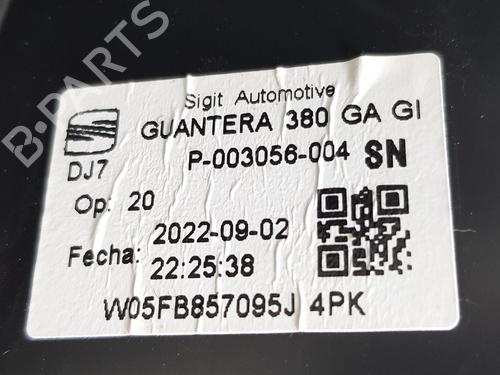 B-PARTS
Sigit Automotive
GUANTERA 380 GA GI
P-003056-004 SN
DJ7
Op: 20
Fecha: 2022-09-02
22:25:38
W05FB857095J 4PK